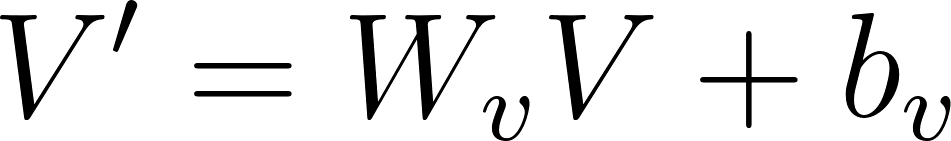 V′ = W_v V + b_v